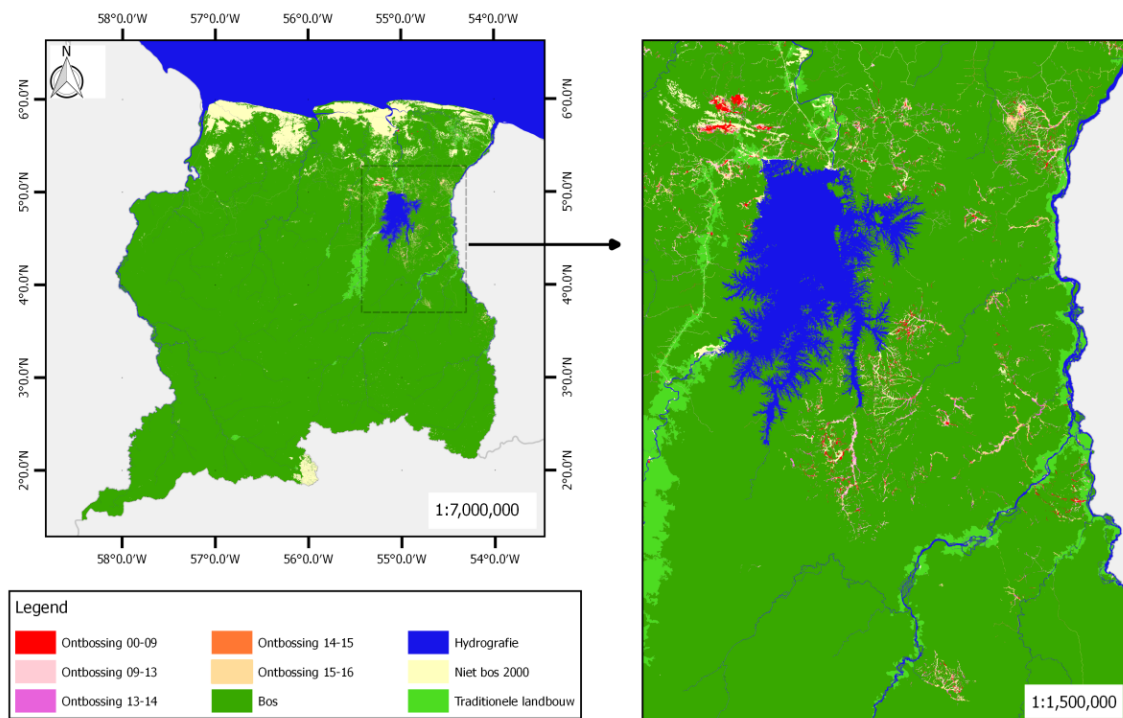 58°0.0'W 57°0.0'W 56°0.0'W 55°0.0'W 54°0.0'W
N
6°0.0'N 6°0.0'N
5°0.0'N 5°0.0'N
4°0.0'N 4°0.0'N
3°0.0'N 3°0.0'N
2°0.0'N 2°0.0'N
1:7,000,000
58°0.0'W 57°0.0'W 56°0.0'W 55°0.0'W 54°0.0'W
Legend
Ontbossing 00-09 Ontbossing 14-15 Hydrografie
Ontbossing 09-13 Ontbossing 15-16 Niet bos 2000
Ontbossing 13-14 Bos Traditionele landbouw
1:1,500,000